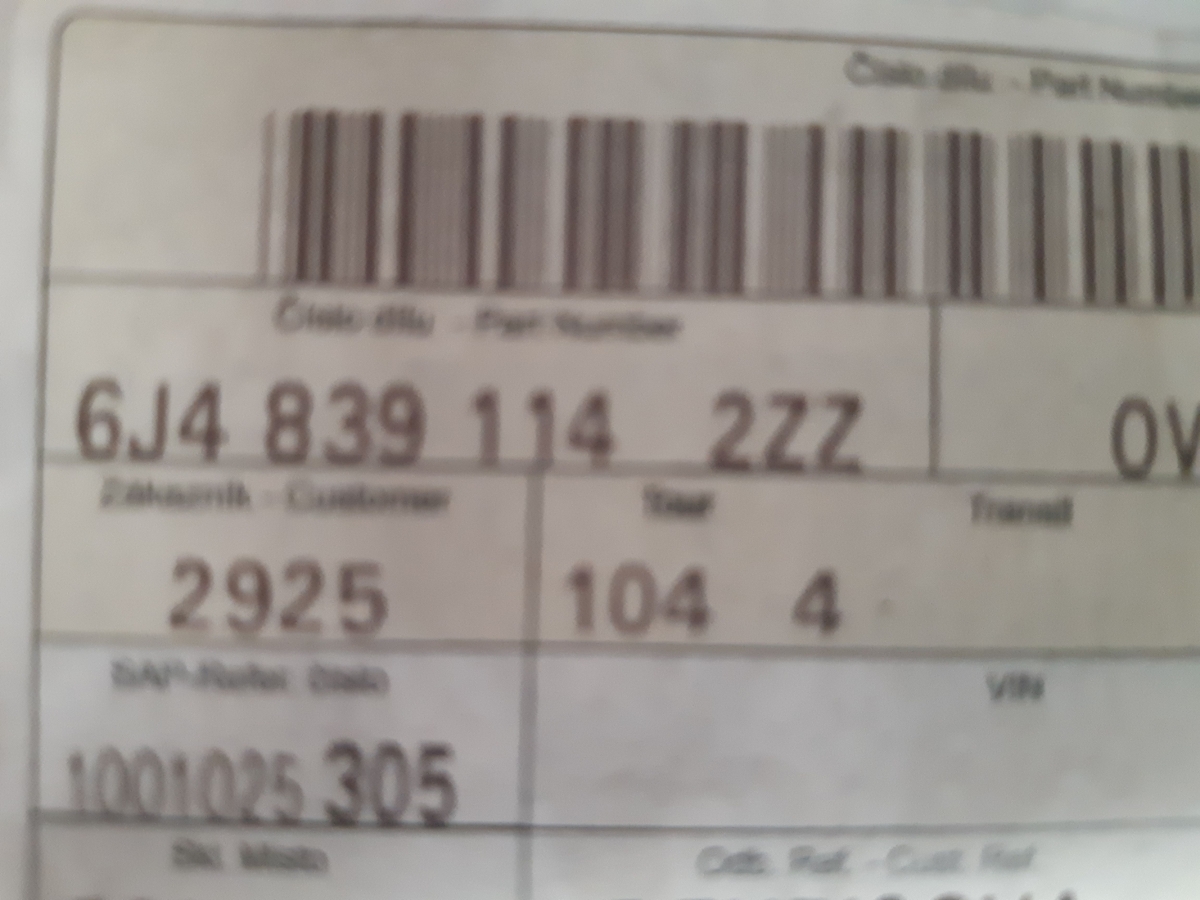 Číslo dílu - Part Number
Číslo dílu - Part Number
6J4 839 114 2ZZ
0V
Zákazník - Customer
Tour
Transit
2925
104 4
SAP-Refer. číslo
VIN
1001025 305
Skl. Místo
Odb. Ref. - Cust. Ref